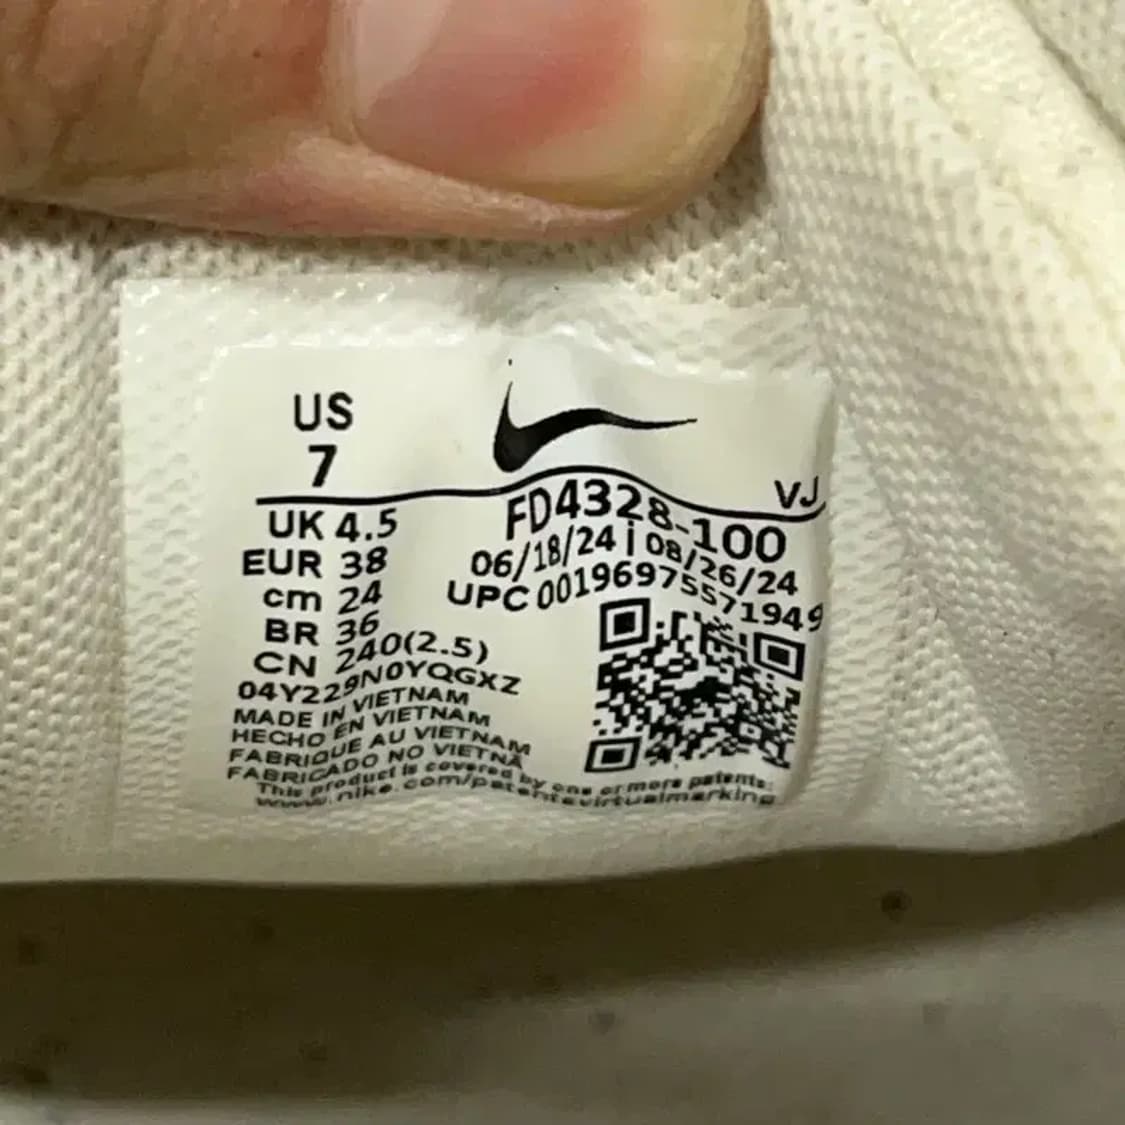 US
7
VJ
UK 4.5
EUR 38
cm 24
BR 36
CN 240(2.5)
FD4328-100
06/18/24 | 08/26/24
UPC 00196975571949
04Y229N0YQGXZ
MADE IN VIETNAM
HECHO EN VIETNAM
FABRIQUE AU VIETNAM
FABRICADO NO VIETNÃ
This product is covered by one or more patents:
www.nike.com/patentsvirtualmarking